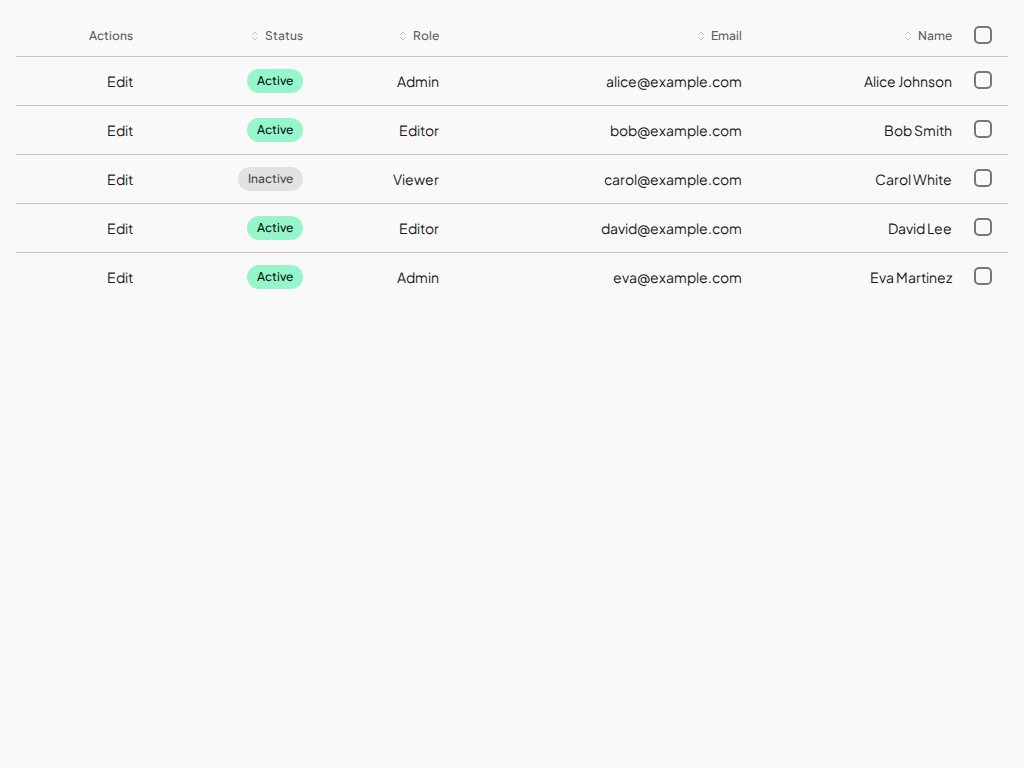 Actions Status Role Email Name
Edit Active Admin alice@example.com Alice Johnson
Edit Active Editor bob@example.com Bob Smith
Edit Inactive Viewer carol@example.com Carol White
Edit Active Editor david@example.com David Lee
Edit Active Admin eva@example.com Eva Martinez